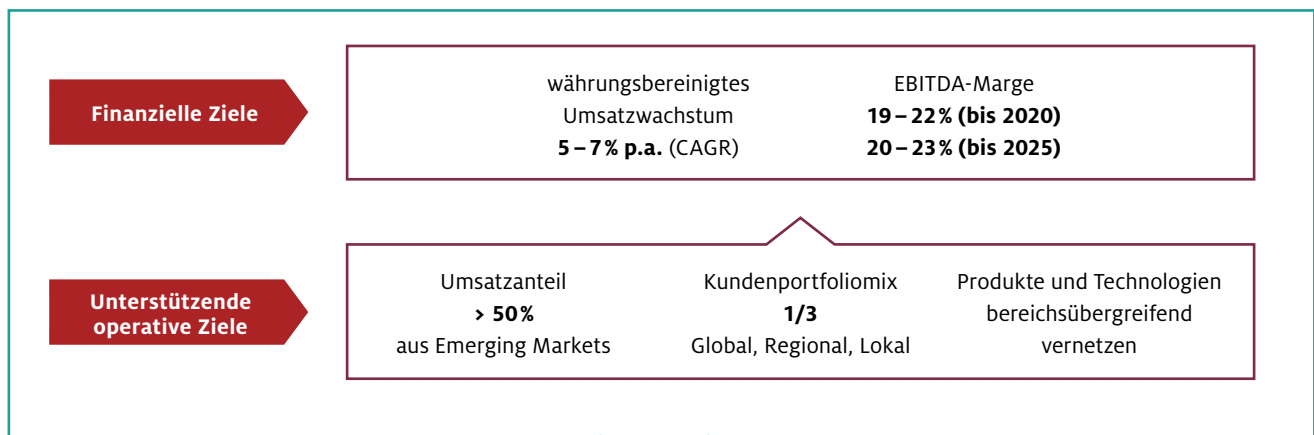 Finanzielle Ziele
währungsbereinigtes
Umsatzwachstum
5 – 7 % p.a. (CAGR)
EBITDA-Marge
19 – 22 % (bis 2020)
20 – 23 % (bis 2025)
Unterstützende
operative Ziele
Umsatzanteil
> 50 %
aus Emerging Markets
Kundenportfoliomix
1/3
Global, Regional, Lokal
Produkte und Technologien
bereichsübergreifend
vernetzen